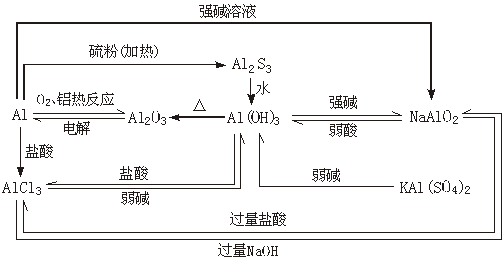 强碱溶液
硫粉(加热)
Al₂S₃
水
Al
O₂、铝热反应
电解
Al₂O₃
△
Al(OH)₃
强碱
弱酸
NaAlO₂
盐酸
AlCl₃
盐酸
弱碱
弱碱
KAl(SO₄)₂
过量盐酸
过量NaOH